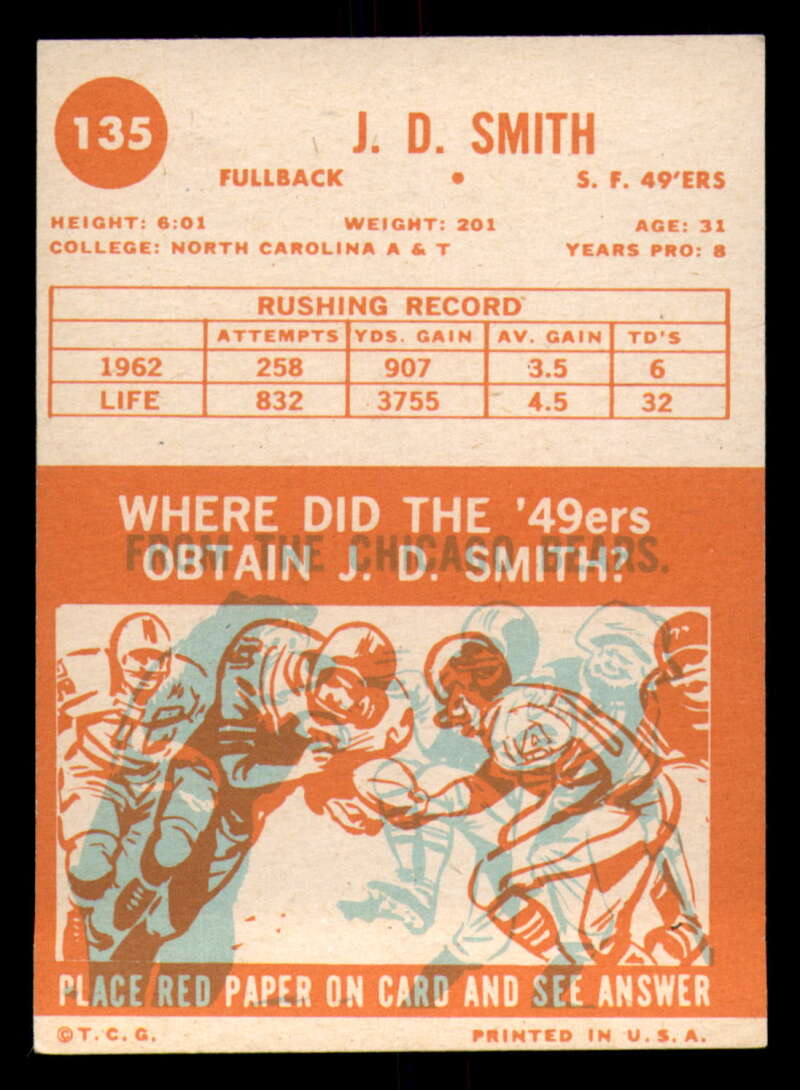 135
J. D. SMITH
FULLBACK • S. F. 49'ERS
HEIGHT: 6:01 WEIGHT: 201 AGE: 31
COLLEGE: NORTH CAROLINA A & T YEARS PRO: 8
RUSHING RECORD
ATTEMPTS YDS. GAIN AV. GAIN TD'S
1962 258 907 3.5 6
LIFE 832 3755 4.5 32
WHERE DID THE '49ers
FROM THE CHICAGO BEARS.
OBTAIN J. D. SMITH?
PLACE RED PAPER ON CARD AND SEE ANSWER
© T. C. G. PRINTED IN U. S. A.